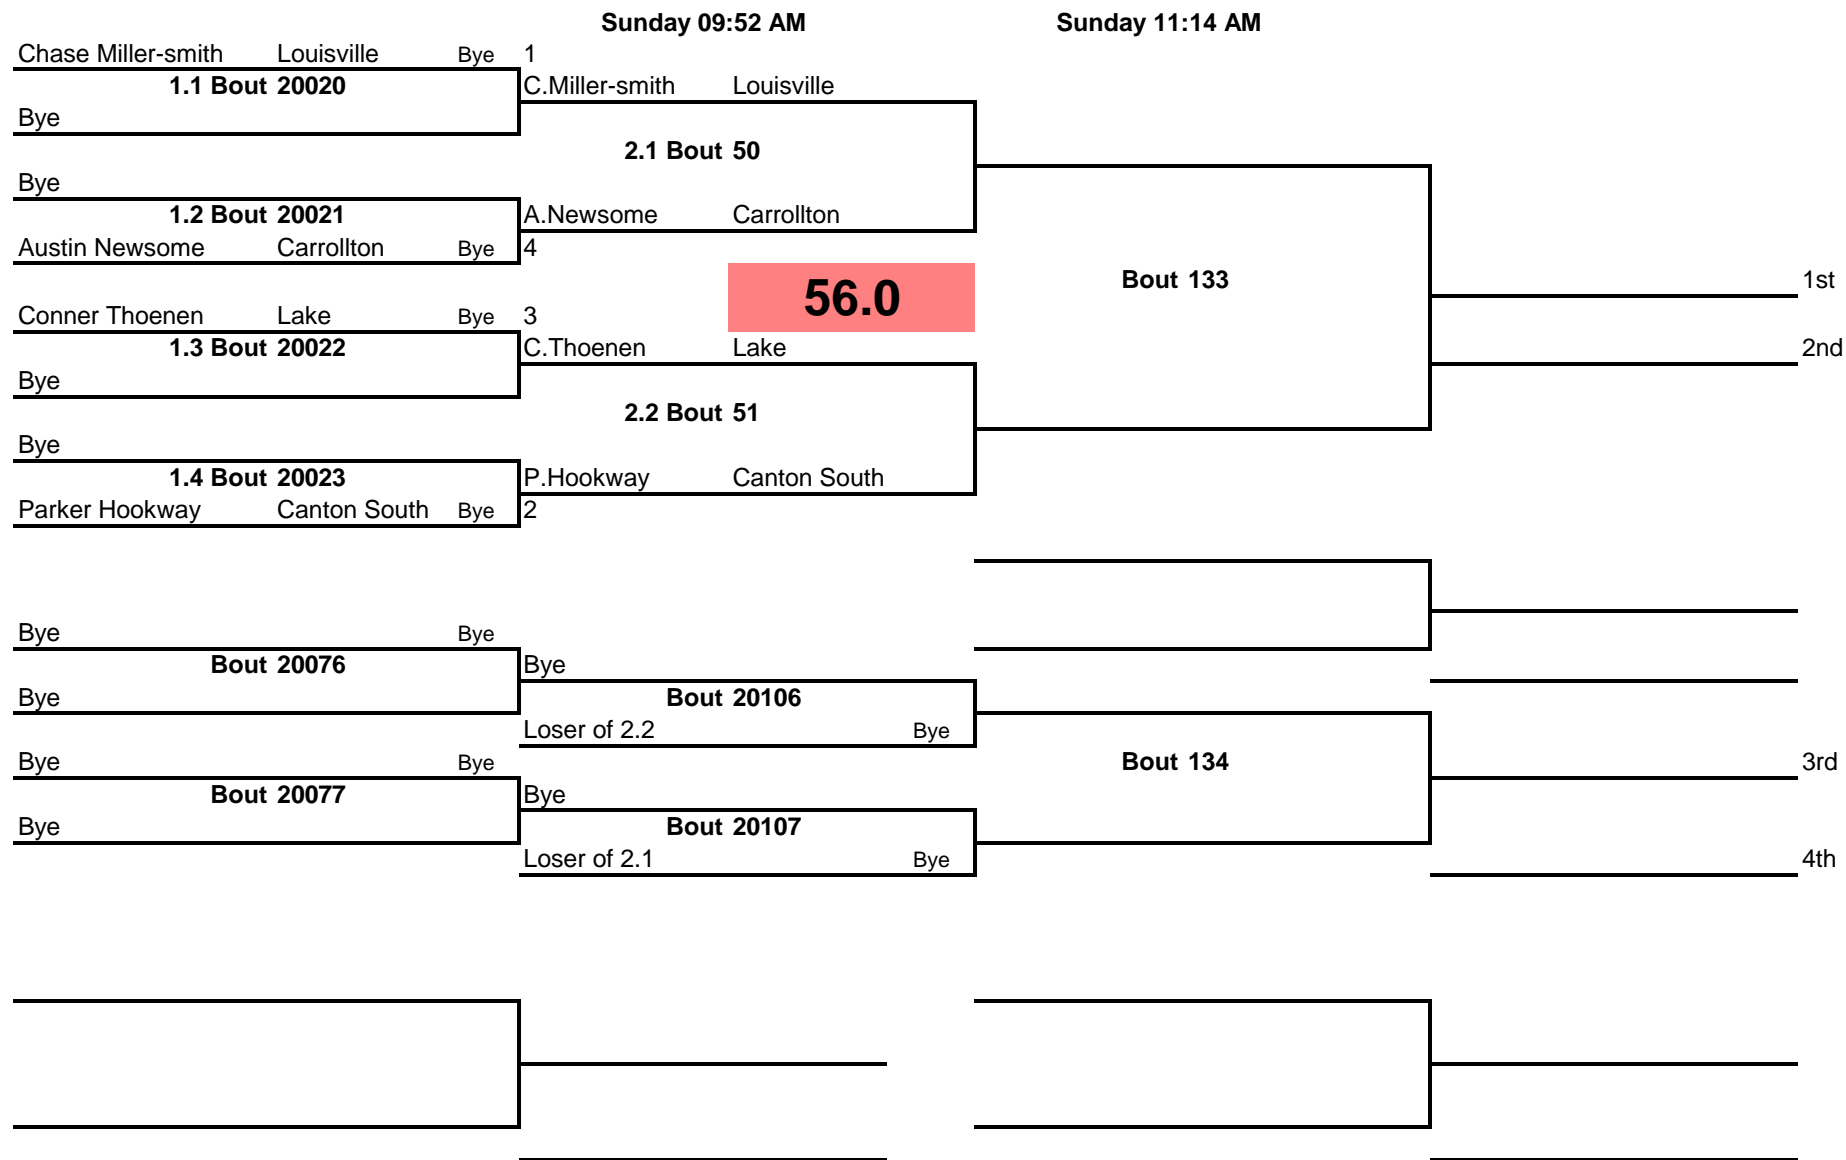 Sunday 09:52 AM Sunday 11:14 AM
Chase Miller-smith Louisville Bye 1
1.1 Bout 20020 C.Miller-smith Louisville
Bye
2.1 Bout 50
Bye
1.2 Bout 20021 A.Newsome Carrollton
Austin Newsome Carrollton Bye 4
56.0 Bout 133 1st
Conner Thoenen Lake Bye 3
1.3 Bout 20022 C.Thoenen Lake 2nd
Bye
2.2 Bout 51
Bye
1.4 Bout 20023 P.Hookway Canton South
Parker Hookway Canton South Bye 2
Bye Bye
Bout 20076 Bye
Bye Bout 20106
Loser of 2.2 Bye
Bye Bye Bout 134 3rd
Bout 20077 Bye
Bye Bout 20107
Loser of 2.1 Bye 4th